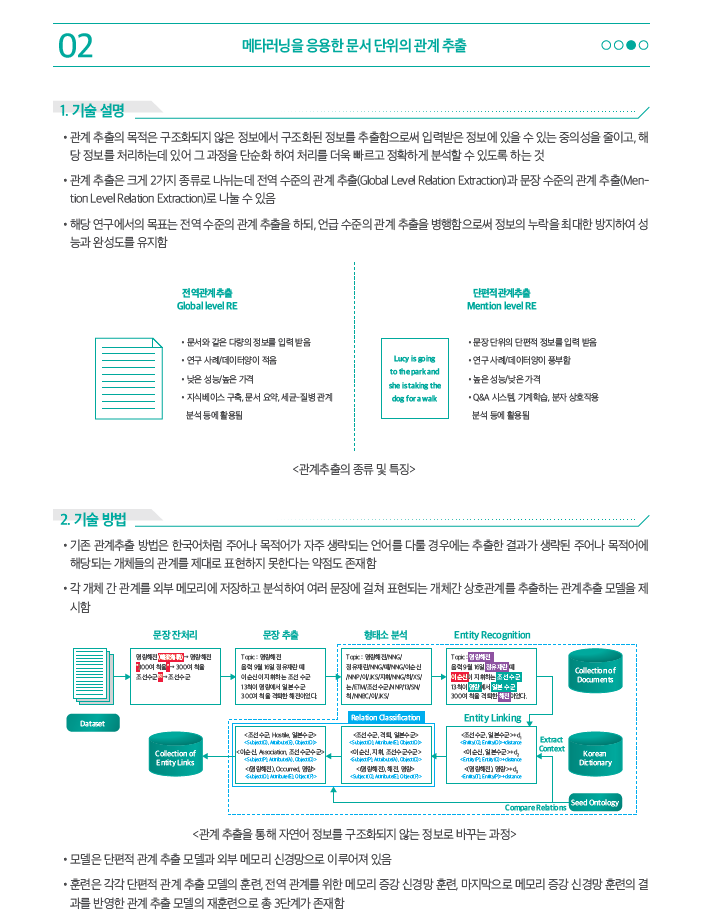 02
메타러닝을 응용한 문서 단위의 관계 추출
1. 기술 설명
• 관계 추출의 목적은 구조화되지 않은 정보에서 구조화된 정보를 추출함으로써 입력받은 정보에 있을 수 있는 중의성을 줄이고, 해
당 정보를 처리하는데 있어 그 과정을 단순화 하여 처리를 더욱 빠르고 정확하게 분석할 수 있도록 하는 것
• 관계 추출은 크게 2가지 종류로 나뉘는데 전역 수준의 관계 추출(Global Level Relation Extraction)과 문장 수준의 관계 추출(Men-
tion Level Relation Extraction)로 나눌 수 있음
• 해당 연구에서의 목표는 전역 수준의 관계 추출을 하되, 언급 수준의 관계 추출을 병행함으로써 정보의 누락을 최대한 방지하여 성
능과 완성도를 유지함
전역관계추출
Global level RE
• 문서와 같은 다량의 정보를 입력 받음
• 연구 사례/데이터양이 적음
• 낮은 성능/높은 가격
• 지식베이스 구축, 문서 요약, 세균-질병 관계
분석 등에 활용됨
단편적관계추출
Mention level RE
Lucy is going
to the park and
she is taking the
dog for a walk
• 문장 단위의 단편적 정보를 입력 받음
• 연구 사례/데이터양이 풍부함
• 높은 성능/낮은 가격
• Q&A 시스템, 기계학습, 분자 상호작용
분석 등에 활용됨
<관계추출의 종류 및 특징>
2. 기술 방법
• 기존 관계추출 방법은 한국어처럼 주어나 목적어가 자주 생략되는 언어를 다룰 경우에는 추출한 결과가 생략된 주어나 목적어에
해당되는 개체들의 관계를 제대로 표현하지 못한다는 약점도 존재함
• 각 개체 간 관계를 외부 메모리에 저장하고 분석하여 여러 문장에 걸쳐 표현되는 개체간 상호관계를 추출하는 관계추출 모델을 제
시함
문장 잔처리
문장 추출
형태소 분석
Entity Recognition
Dataset
→ 명량해전
300여 척을 → 300여 척을
→ 조선수군
Topic : 명량해전
음력 9월 16일 정유재란 때
이순신이 지휘하는 조선 수군
13척이 명량에서 일본 수군
300여 척을 격퇴한 해전이었다.
Topic : 명량해전/NNG/
정유재란/NNG/때/NNG/이순신
/NNP/이/JKS/지휘/NNG/하/XS
는/ETM/조선수군/NNP/13/SN/
척/NNBC/이/JKS/
Topic : 명량해전
음력 9월 16일 정유재란 때
이순신이 지휘하는 조선 수군
13척이 명량에서 일본 수군
300여 척을 격퇴한 해전이었다.
Collection of
Documents
Relation Classification
Entity Linking
Collection of
Entity Links
<조선수군, Hostile, 일본수군>
<이순신, Association, 조선수군수군>
<(명량해전), Occurred, 명량>
<조선수군, 격퇴, 일본수군>
<이순신, 지휘, 조선수군수군>
<(명량해전), 해전, 명량>
<조선수군, 일본수군>+d
<이순신, 일본수군>+d
<(명량해전), 명량>+d
Extract
Context
Korean
Dictionary
Compare Relations
Seed Ontology
<관계 추출을 통해 자연어 정보를 구조화되지 않는 정보로 바꾸는 과정>
• 모델은 단편적 관계 추출 모델과 외부 메모리 신경망으로 이루어져 있음
• 훈련은 각각 단편적 관계 추출 모델의 훈련, 전역 관계를 위한 메모리 증강 신경망 훈련, 마지막으로 메모리 증강 신경망 훈련의 결
과를 반영한 관계 추출 모델의 재훈련으로 총 3단계가 존재함